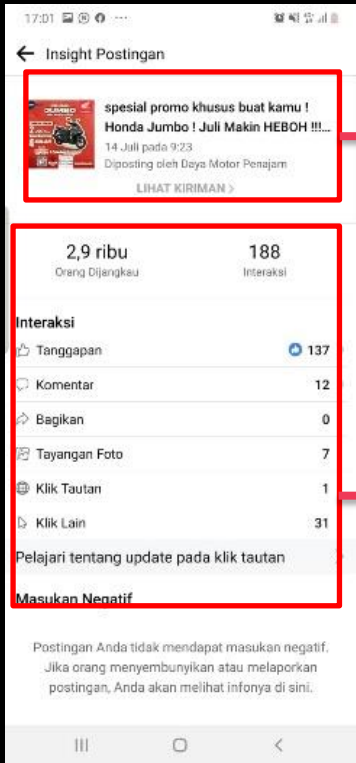 17:01
Insight Postingan
spesial promo khusus buat kamu !
Honda Jumbo ! Juli Makin HEBOH !!!...
14 Juli pada 9:23
Diposting oleh Daya Motor Penajam
LIHAT KIRIMAN >
2,9 ribu 188
Orang Dijangkau Interaksi
Interaksi
Tanggapan 137
Komentar 12
Bagikan 0
Tayangan Foto 7
Klik Tautan 1
Klik Lain 31
Pelajari tentang update pada klik tautan
Masukan Negatif
Postingan Anda tidak mendapat masukan negatif.
Jika orang menyembunyikan atau melaporkan
postingan, Anda akan melihat infonya di sini.